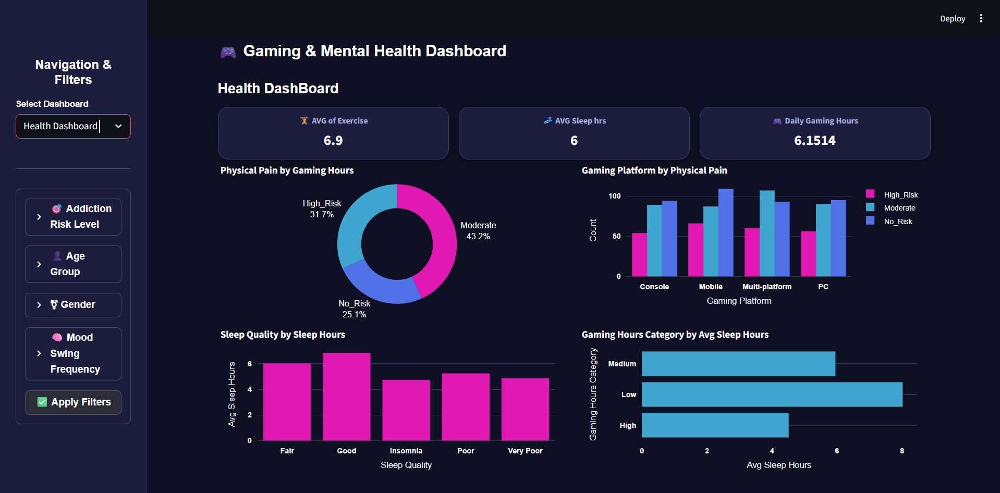 Deploy
Navigation &
Filters
Select Dashboard
Health Dashboard
Addiction
Risk Level
Age
Group
Gender
Mood
Swing
Frequency
Apply Filters
Gaming & Mental Health Dashboard
Health DashBoard
AVG of Exercise
6.9
AVG Sleep hrs
6
Daily Gaming Hours
6.1514
Physical Pain by Gaming Hours
High_Risk
31.7%
Moderate
43.2%
No_Risk
25.1%
Gaming Platform by Physical Pain
Count
100
50
0
Console Mobile Multi-platform PC
Gaming Platform
High_Risk
Moderate
No_Risk
Sleep Quality by Sleep Hours
Avg Sleep Hours
6
4
2
0
Fair Good Insomnia Poor Very Poor
Sleep Quality
Gaming Hours Category by Avg Sleep Hours
Gaming Hours Category
Medium
Low
High
0 2 4 6 8
Avg Sleep Hours